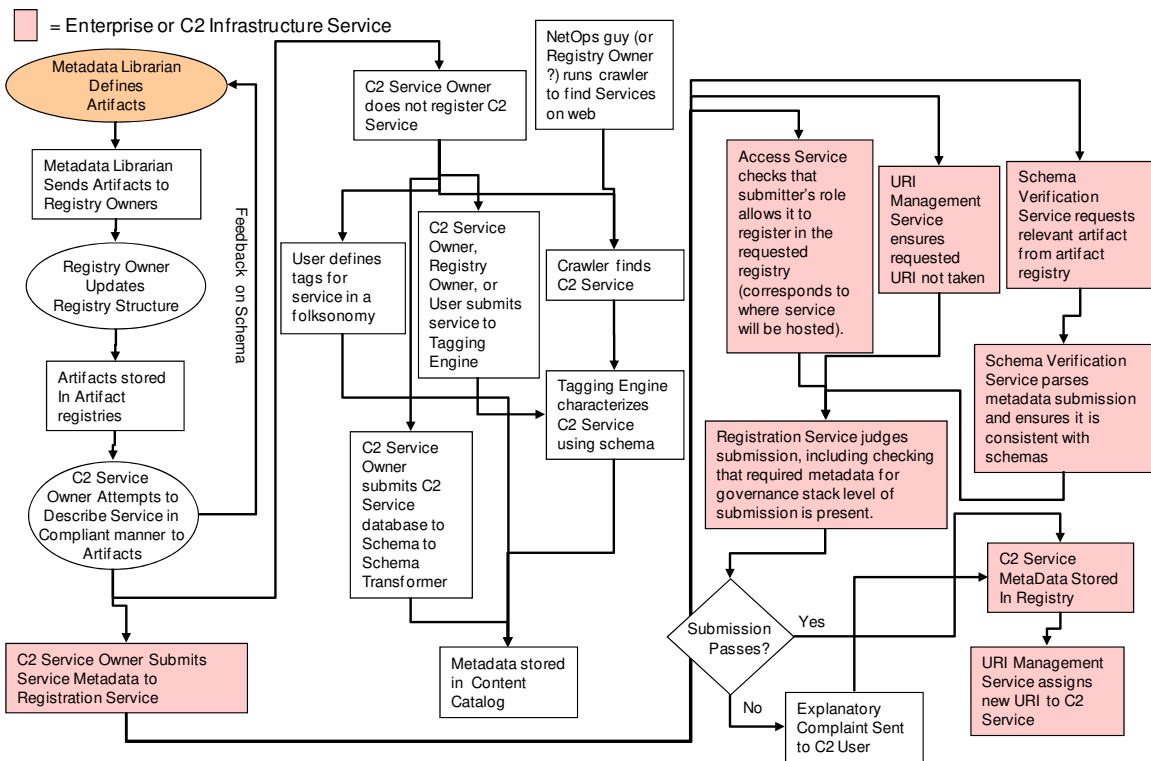 = Enterprise or C2 Infrastructure Service
Metadata Librarian
Defines
Artifacts
Metadata Librarian
Sends Artifacts to
Registry Owners
Registry Owner
Updates
Registry Structure
Artifacts stored
In Artifact
registries
C2 Service
Owner Attempts to
Describe Service in
Compliant manner to
Artifacts
C2 Service Owner Submits
Service Metadata to
Registration Service
Feedback on Schema
C2 Service Owner
does not register C2
Service
NetOps guy (or
Registry Owner
?) runs crawler
to find Services
on web
User defines
tags for
service in a
folksonomy
C2 Service
Owner,
Registry
Owner, or
User submits
service to
Tagging
Engine
Crawler finds
C2 Service
Tagging Engine
characterizes
C2 Service
using schema
C2 Service
Owner
submits C2
Service
database to
Schema to
Schema
Transformer
Metadata stored
in Content
Catalog
Access Service
checks that
submitter's role
allows it to
register in the
requested
registry
(corresponds to
where service
will be hosted).
URI
Management
Service
ensures
requested
URI not taken
Schema
Verification
Service requests
relevant artifact
from artifact
registry
Schema Verification
Service parses
metadata submission
and ensures it is
consistent with
schemas
Registration Service judges
submission, including checking
that required metadata for
governance stack level of
submission is present.
Submission
Passes?
Yes
No
Explanatory
Complaint Sent
to C2 User
C2 Service
MetaData Stored
In Registry
URI Management
Service assigns
new URI to C2
Service